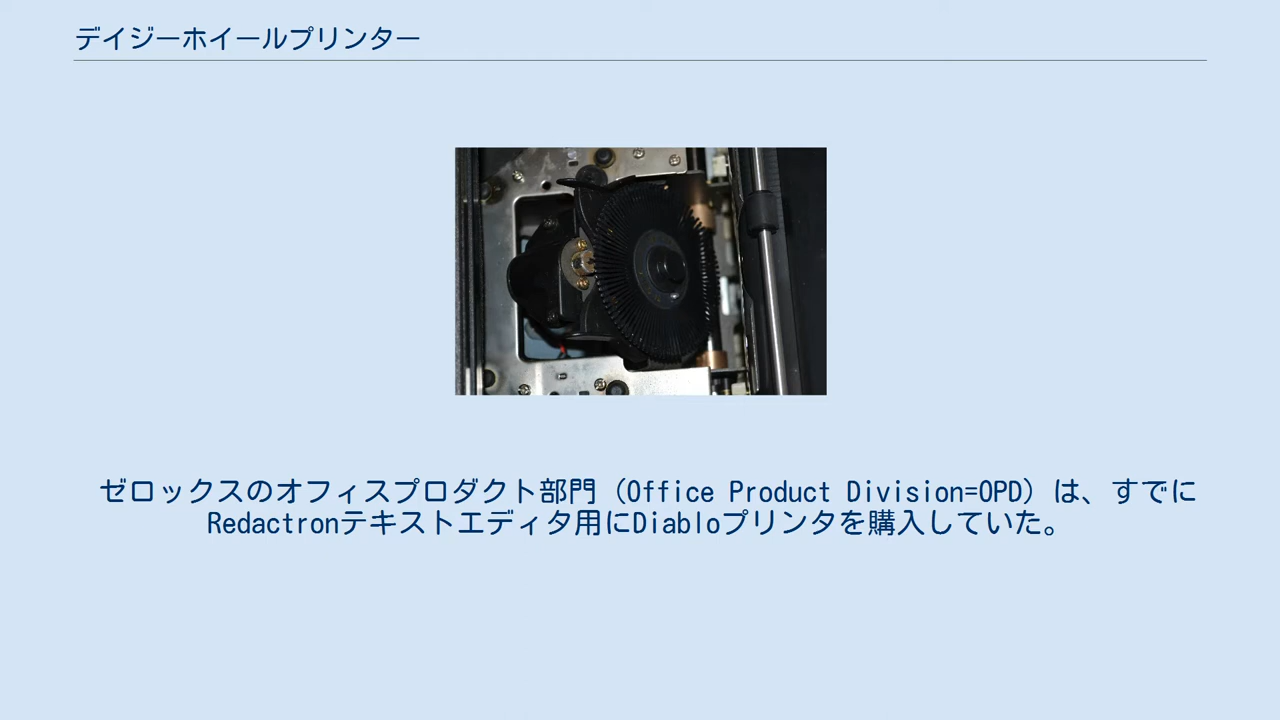 デイジーホイールプリンター
ゼロックスのオフィスプロダクト部門（Office Product Division=OPD）は、すでに
Redactronテキストエディタ用にDiabloプリンタを購入していた。